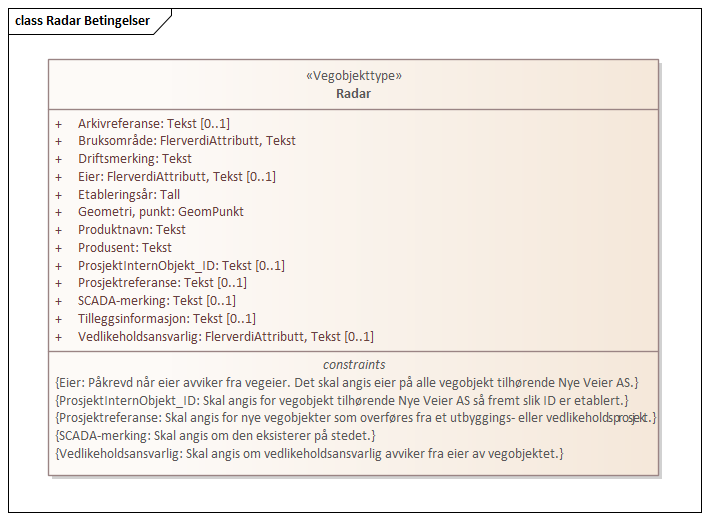 class Radar Betingelser
«Vegobjekttype»
Radar
+ Arkivreferanse: Tekst [0..1]
+ Bruksområde: FlerverdiAttributt, Tekst
+ Driftsmerking: Tekst
+ Eier: FlerverdiAttributt, Tekst [0..1]
+ Etableringsår: Tall
+ Geometri, punkt: GeomPunkt
+ Produktnavn: Tekst
+ Produsent: Tekst
+ ProsjektInternObjekt_ID: Tekst [0..1]
+ Prosjektreferanse: Tekst [0..1]
+ SCADA-merking: Tekst [0..1]
+ Tilleggsinformasjon: Tekst [0..1]
+ Vedlikeholdsansvarlig: FlerverdiAttributt, Tekst [0..1]
constraints
{Eier: Påkrevd når eier avviker fra vegeier. Det skal angis eier på alle vegobjekt tilhørende Nye Veier AS.}
{ProsjektInternObjekt_ID: Skal angis for vegobjekt tilhørende Nye Veier AS så fremt slik ID er etablert.}
{Prosjektreferanse: Skal angis for nye vegobjekter som overføres fra et utbyggings- eller vedlikeholdsprosjekt.}
{SCADA-merking: Skal angis om den eksisterer på stedet.}
{Vedlikeholdsansvarlig: Skal angis om vedlikeholdsansvarlig avviker fra eier av vegobjektet.}